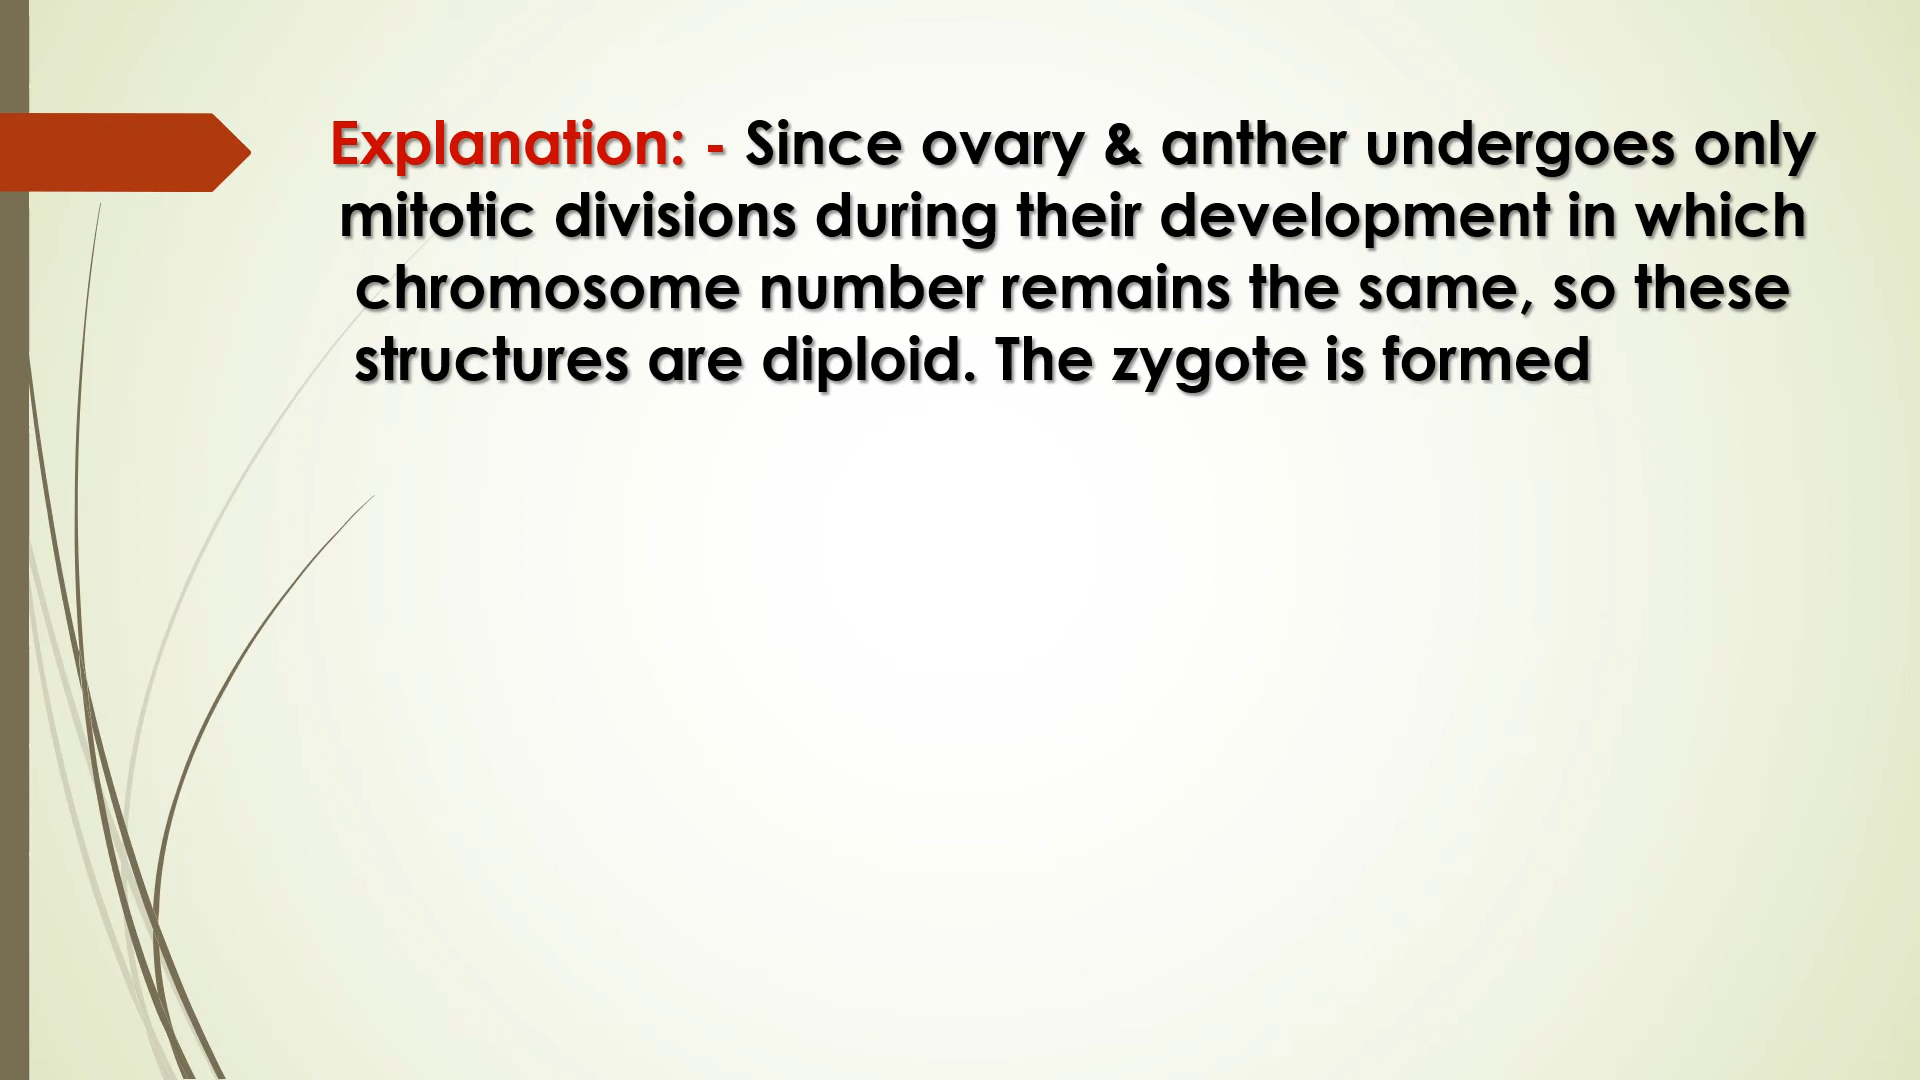 Explanation: - Since ovary & anther undergoes only
mitotic divisions during their development in which
chromosome number remains the same, so these
structures are diploid. The zygote is formed